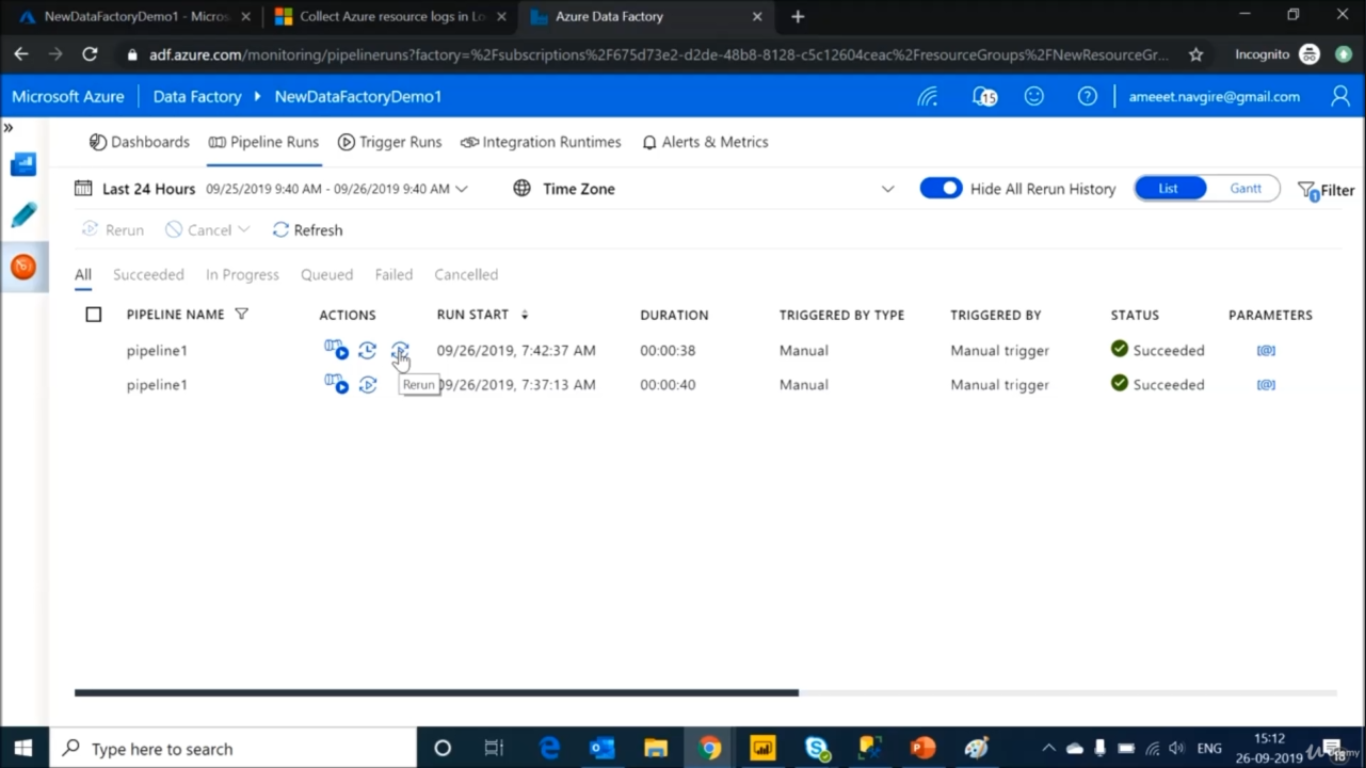 NewDataFactoryDemo1 - Micros
Collect Azure resource logs in Lo
Azure Data Factory
adf.azure.com/monitoring/pipelineruns?factory=%2Fsubscriptions%2F675d73e2-d2de-48b8-8128-c5c12604ceac%2FresourceGroups%2FNewResourceGr...
Incognito
Microsoft Azure
Data Factory
NewDataFactoryDemo1
15
ameeet.navgire@gmail.com
Dashboards
Pipeline Runs
Trigger Runs
Integration Runtimes
Alerts & Metrics
Last 24 Hours 09/25/2019 9:40 AM - 09/26/2019 9:40 AM
Time Zone
Hide All Rerun History
List
Gantt
1
Filter
Rerun
Cancel
Refresh
All Succeeded In Progress Queued Failed Cancelled
PIPELINE NAME ACTIONS RUN START DURATION TRIGGERED BY TYPE TRIGGERED BY STATUS PARAMETERS
pipeline1 09/26/2019, 7:42:37 AM 00:00:38 Manual Manual trigger Succeeded [@]
pipeline1 09/26/2019, 7:37:13 AM 00:00:40 Manual Manual trigger Succeeded [@]
Rerun
Type here to search
ENG
15:12
26-09-2019
18